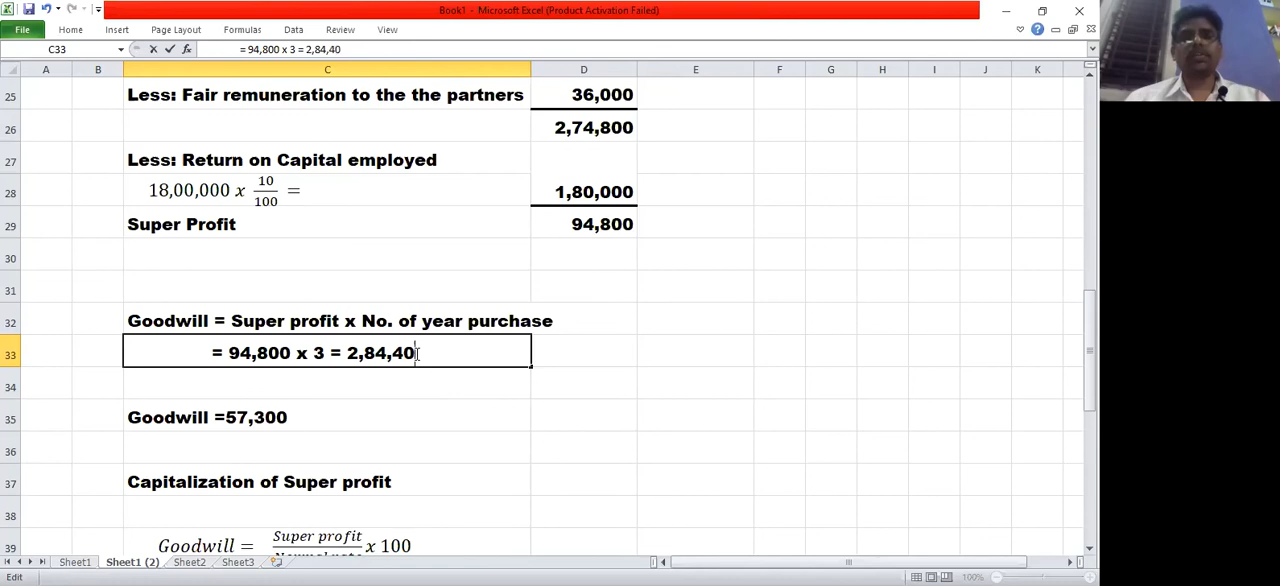 Book1 - Microsoft Excel (Product Activation Failed)
File Home Insert Page Layout Formulas Data Review View
C33 fx = 94,800 x 3 = 2,84,40
A B C D E F G H I J K
25 Less: Fair remuneration to the the partners 36,000
26 2,74,800
27 Less: Return on Capital employed
28 18,00,000 x 10/100 = 1,80,000
29 Super Profit 94,800
30
31
32 Goodwill = Super profit x No. of year purchase
33 = 94,800 x 3 = 2,84,40
34
35 Goodwill =57,300
36
37 Capitalization of Super profit
38
39 Goodwill = Super profit x 100
Sheet1 Sheet1 (2) Sheet2 Sheet3
Edit 100%